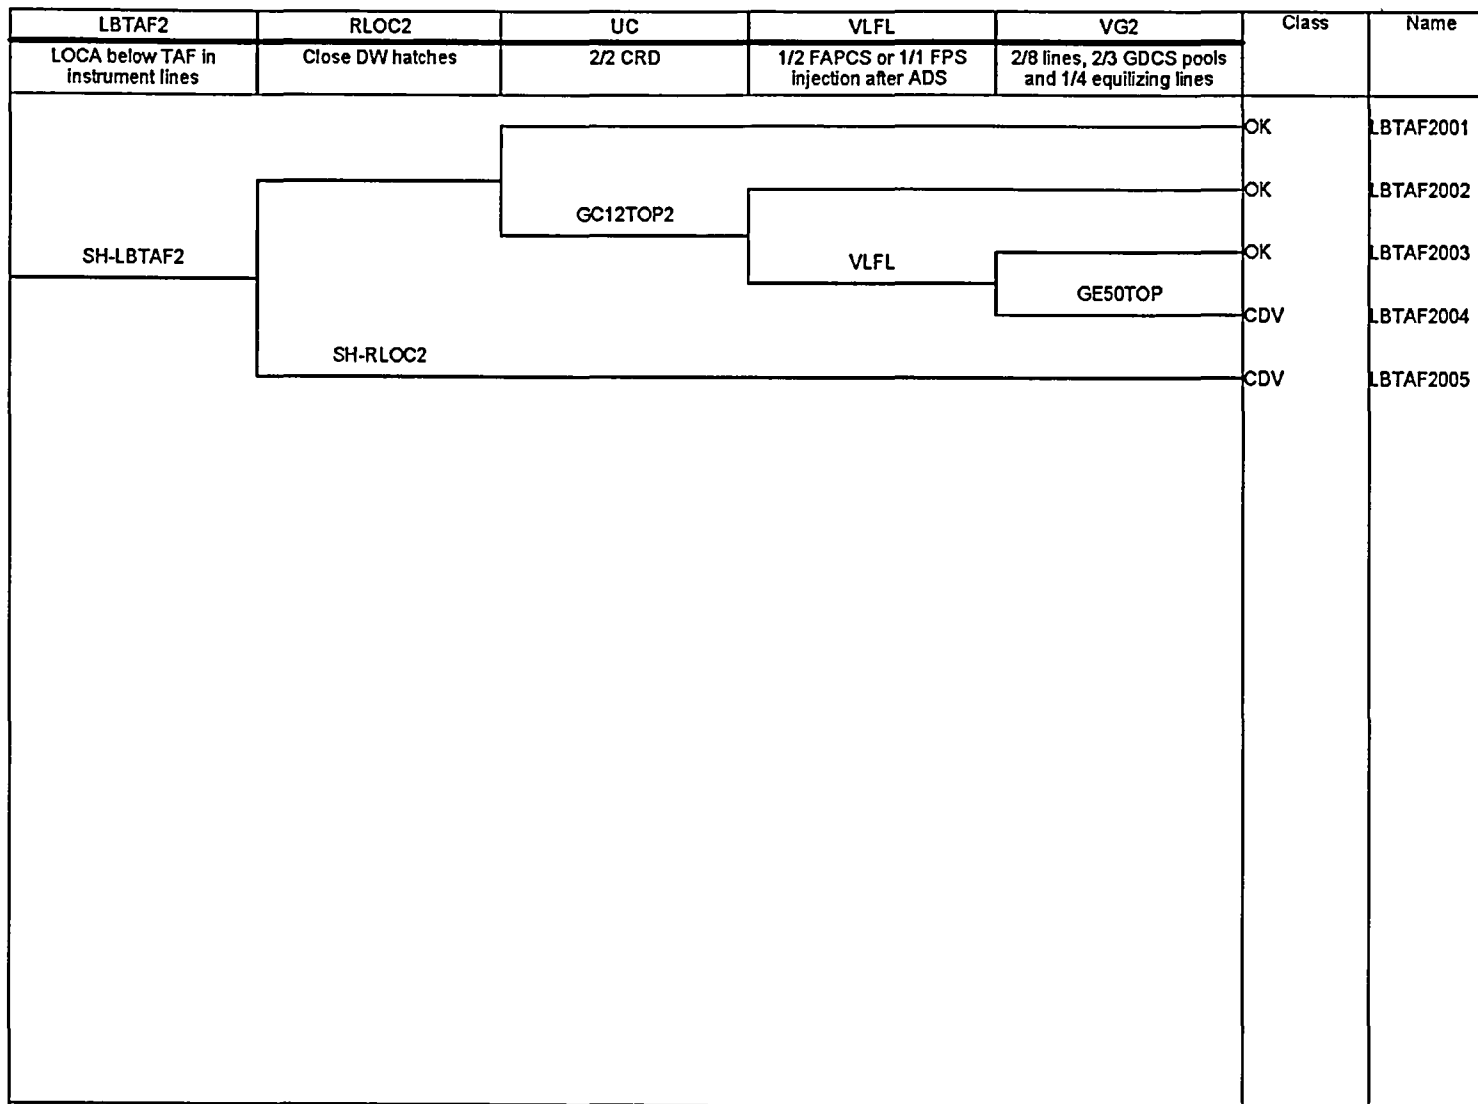 LBTAF2 RLOC2 UC VLFL VG2 Class Name
LOCA below TAF in Close DW hatches 2/2 CRD 1/2 FAPCS or 1/1 FPS 2/8 lines, 2/3 GDCS pools
instrument lines injection after ADS and 1/4 equilizing lines
OK LBTAF2001
OK LBTAF2002
GC12TOP2
SH-LBTAF2 VLFL OK LBTAF2003
GE50TOP
CDV LBTAF2004
SH-RLOC2
CDV LBTAF2005